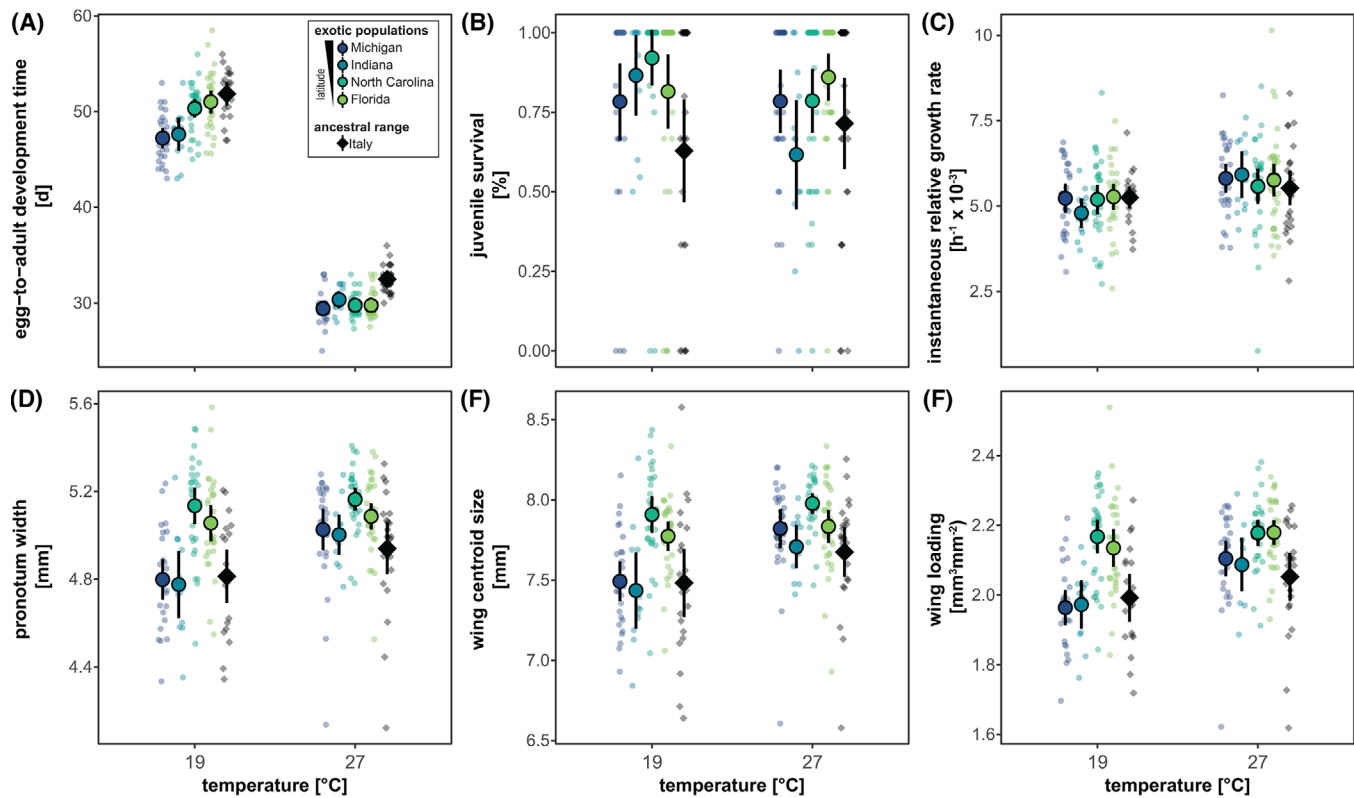 (A)
egg-to-adult development time
[d]
60
50
40
30
exotic populations
latitude
Michigan
Indiana
North Carolina
Florida
ancestral range
Italy
(B)
juvenile survival
[%]
1.00
0.75
0.50
0.25
0.00
(C)
instantaneous relative growth rate
[h-1 x 10-3]
10
7.5
5.0
2.5
(D)
pronotum width
[mm]
5.6
5.2
4.8
4.4
19
27
temperature [°C]
(F)
wing centroid size
[mm]
8.5
8.0
7.5
7.0
6.5
19
27
temperature [°C]
(F)
wing loading
[mm3mm-2]
2.4
2.2
2.0
1.8
1.6
19
27
temperature [°C]